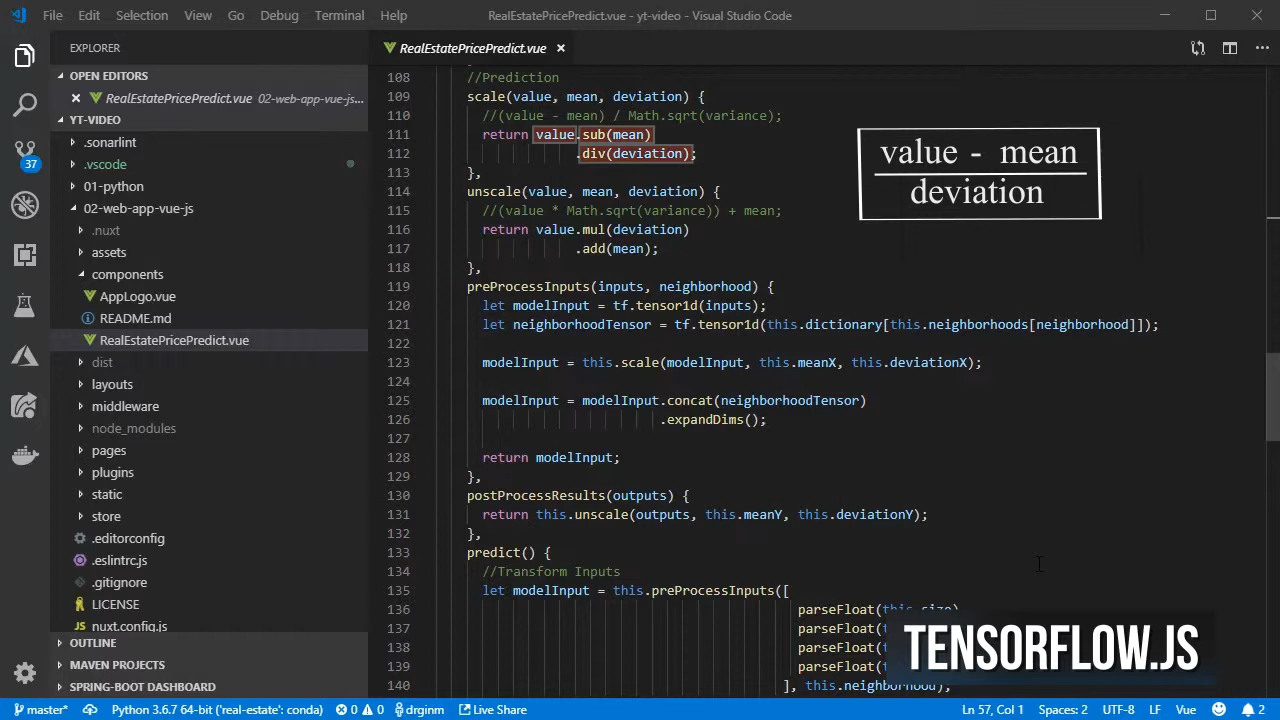 File Edit Selection View Go Debug Terminal Help RealEstatePricePredict.vue - yt-video - Visual Studio Code
EXPLORER
OPEN EDITORS
RealEstatePricePredict.vue 02-web-app-vue-js...
YT-VIDEO
.sonarlint
.vscode
01-python
02-web-app-vue-js
.nuxt
assets
components
AppLogo.vue
README.md
RealEstatePricePredict.vue
dist
layouts
middleware
node_modules
pages
plugins
static
store
.editorconfig
.eslintrc.js
.gitignore
LICENSE
nuxt.config.js
OUTLINE
MAVEN PROJECTS
SPRING-BOOT DASHBOARD
37
RealEstatePricePredict.vue
108 //Prediction
109 scale(value, mean, deviation) {
110 //(value - mean) / Math.sqrt(variance);
111 return value.sub(mean)
112 .div(deviation);
113 },
114 unscale(value, mean, deviation) {
115 //(value * Math.sqrt(variance)) + mean;
116 return value.mul(deviation)
117 .add(mean);
118 },
119 preProcessInputs(inputs, neighborhood) {
120 let modelInput = tf.tensor1d(inputs);
121 let neighborhoodTensor = tf.tensor1d(this.dictionary[this.neighborhoods[neighborhood]]);
122
123 modelInput = this.scale(modelInput, this.meanX, this.deviationX);
124
125 modelInput = modelInput.concat(neighborhoodTensor)
126 .expandDims();
127
128 return modelInput;
129 },
130 postProcessResults(outputs) {
131 return this.unscale(outputs, this.meanY, this.deviationY);
132 },
133 predict() {
134 //Transform Inputs
135 let modelInput = this.preProcessInputs([
136 parseFloat(this.size)
137 parseFloat(
138 parseFloat(
139 parseFloat(
140 ], this.neighborhood);
value - mean
deviation
TENSORFLOW.JS
master* Python 3.6.7 64-bit ('real-estate': conda) 0 0 drginm Live Share Ln 57, Col 1 Spaces: 2 UTF-8 LF Vue 2